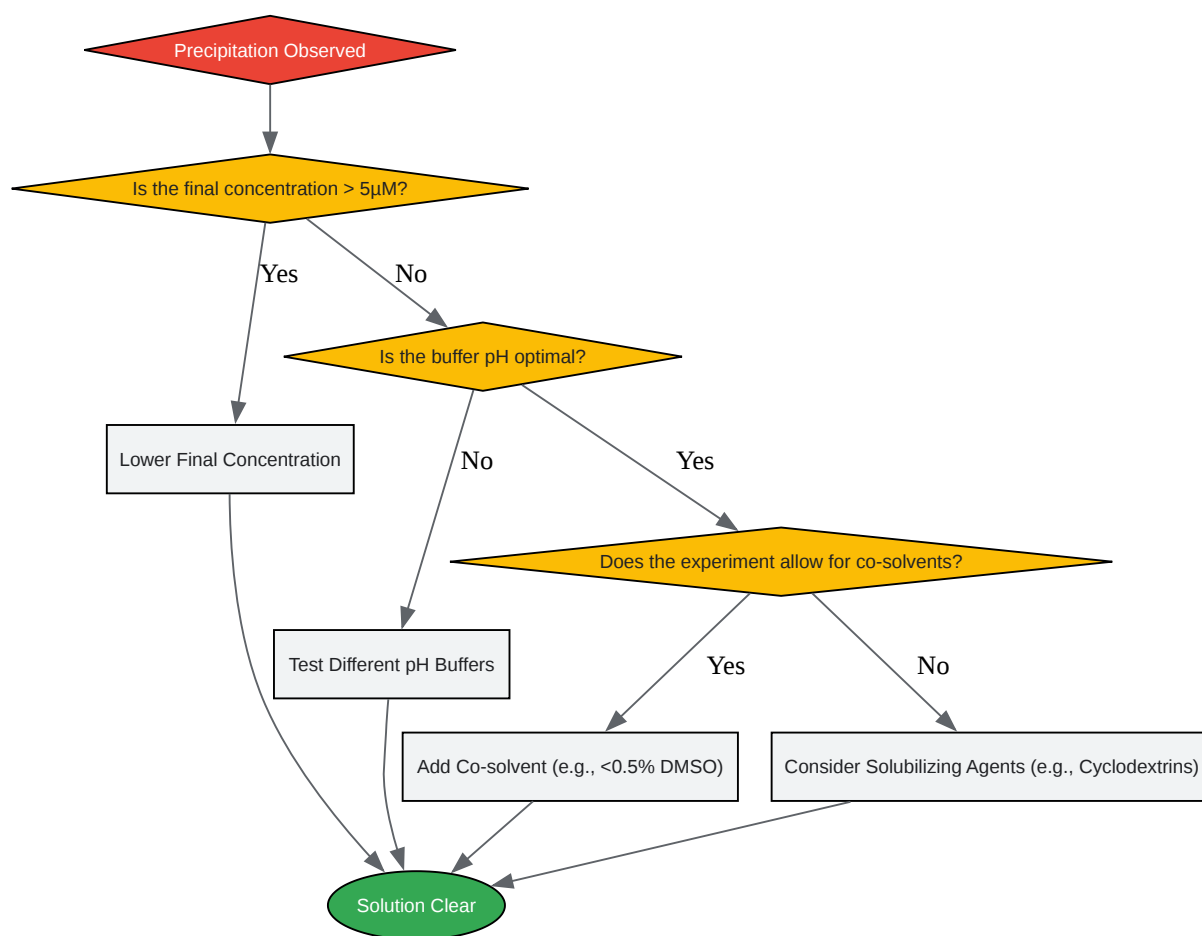 Precipitation Observed
Is the final concentration > 5µM?
Yes
No
Is the buffer pH optimal?
Lower Final Concentration
No
Yes
Does the experiment allow for co-solvents?
Test Different pH Buffers
Yes
No
Add Co-solvent (e.g., <0.5% DMSO)
Consider Solubilizing Agents (e.g., Cyclodextrins)
Solution Clear